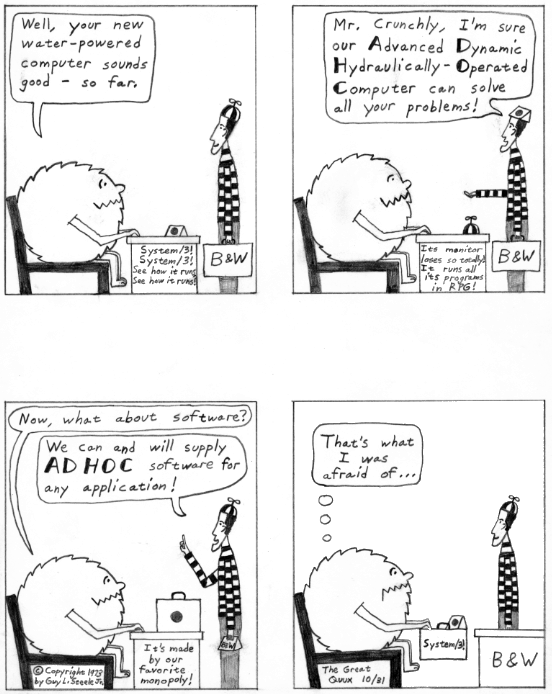 Well, your new
water-powered
computer sounds
good - so far.
System/3!
System/3!
See how it runs!
See how it runs!
B&W
Mr. Crunchly, I'm sure
our Advanced Dynamic
Hydraulically-Operated
Computer can solve
all your problems!
Its monitor
loses so totally!
It runs all
its programs
in RPG!
B&W
Now, what about software?
We can and will supply
AD HOC software for
any application!
It's made
by our
favorite
monopoly!
B&W
© Copyright 1973
by Guy L. Steele Jr.
That's what
I was
afraid of...
System/3!
B&W
The Great
Quux 10/31